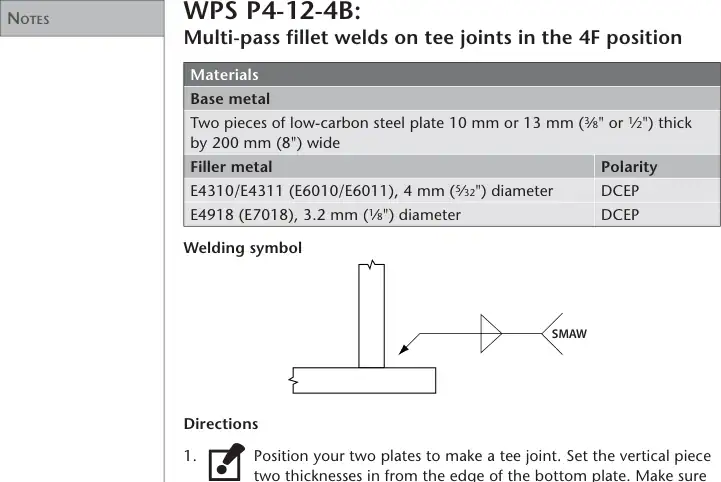 NOTES
WPS P4-12-4B:
Multi-pass fillet welds on tee joints in the 4F position
Materials
Base metal
Two pieces of low-carbon steel plate 10 mm or 13 mm (⅜" or ½") thick
by 200 mm (8") wide
Filler metal Polarity
E4310/E4311 (E6010/E6011), 4 mm (5⁄32") diameter DCEP
E4918 (E7018), 3.2 mm (⅛") diameter DCEP
Welding symbol
SMAW
Directions
1. Position your two plates to make a tee joint. Set the vertical piece
two thicknesses in from the edge of the bottom plate. Make sure